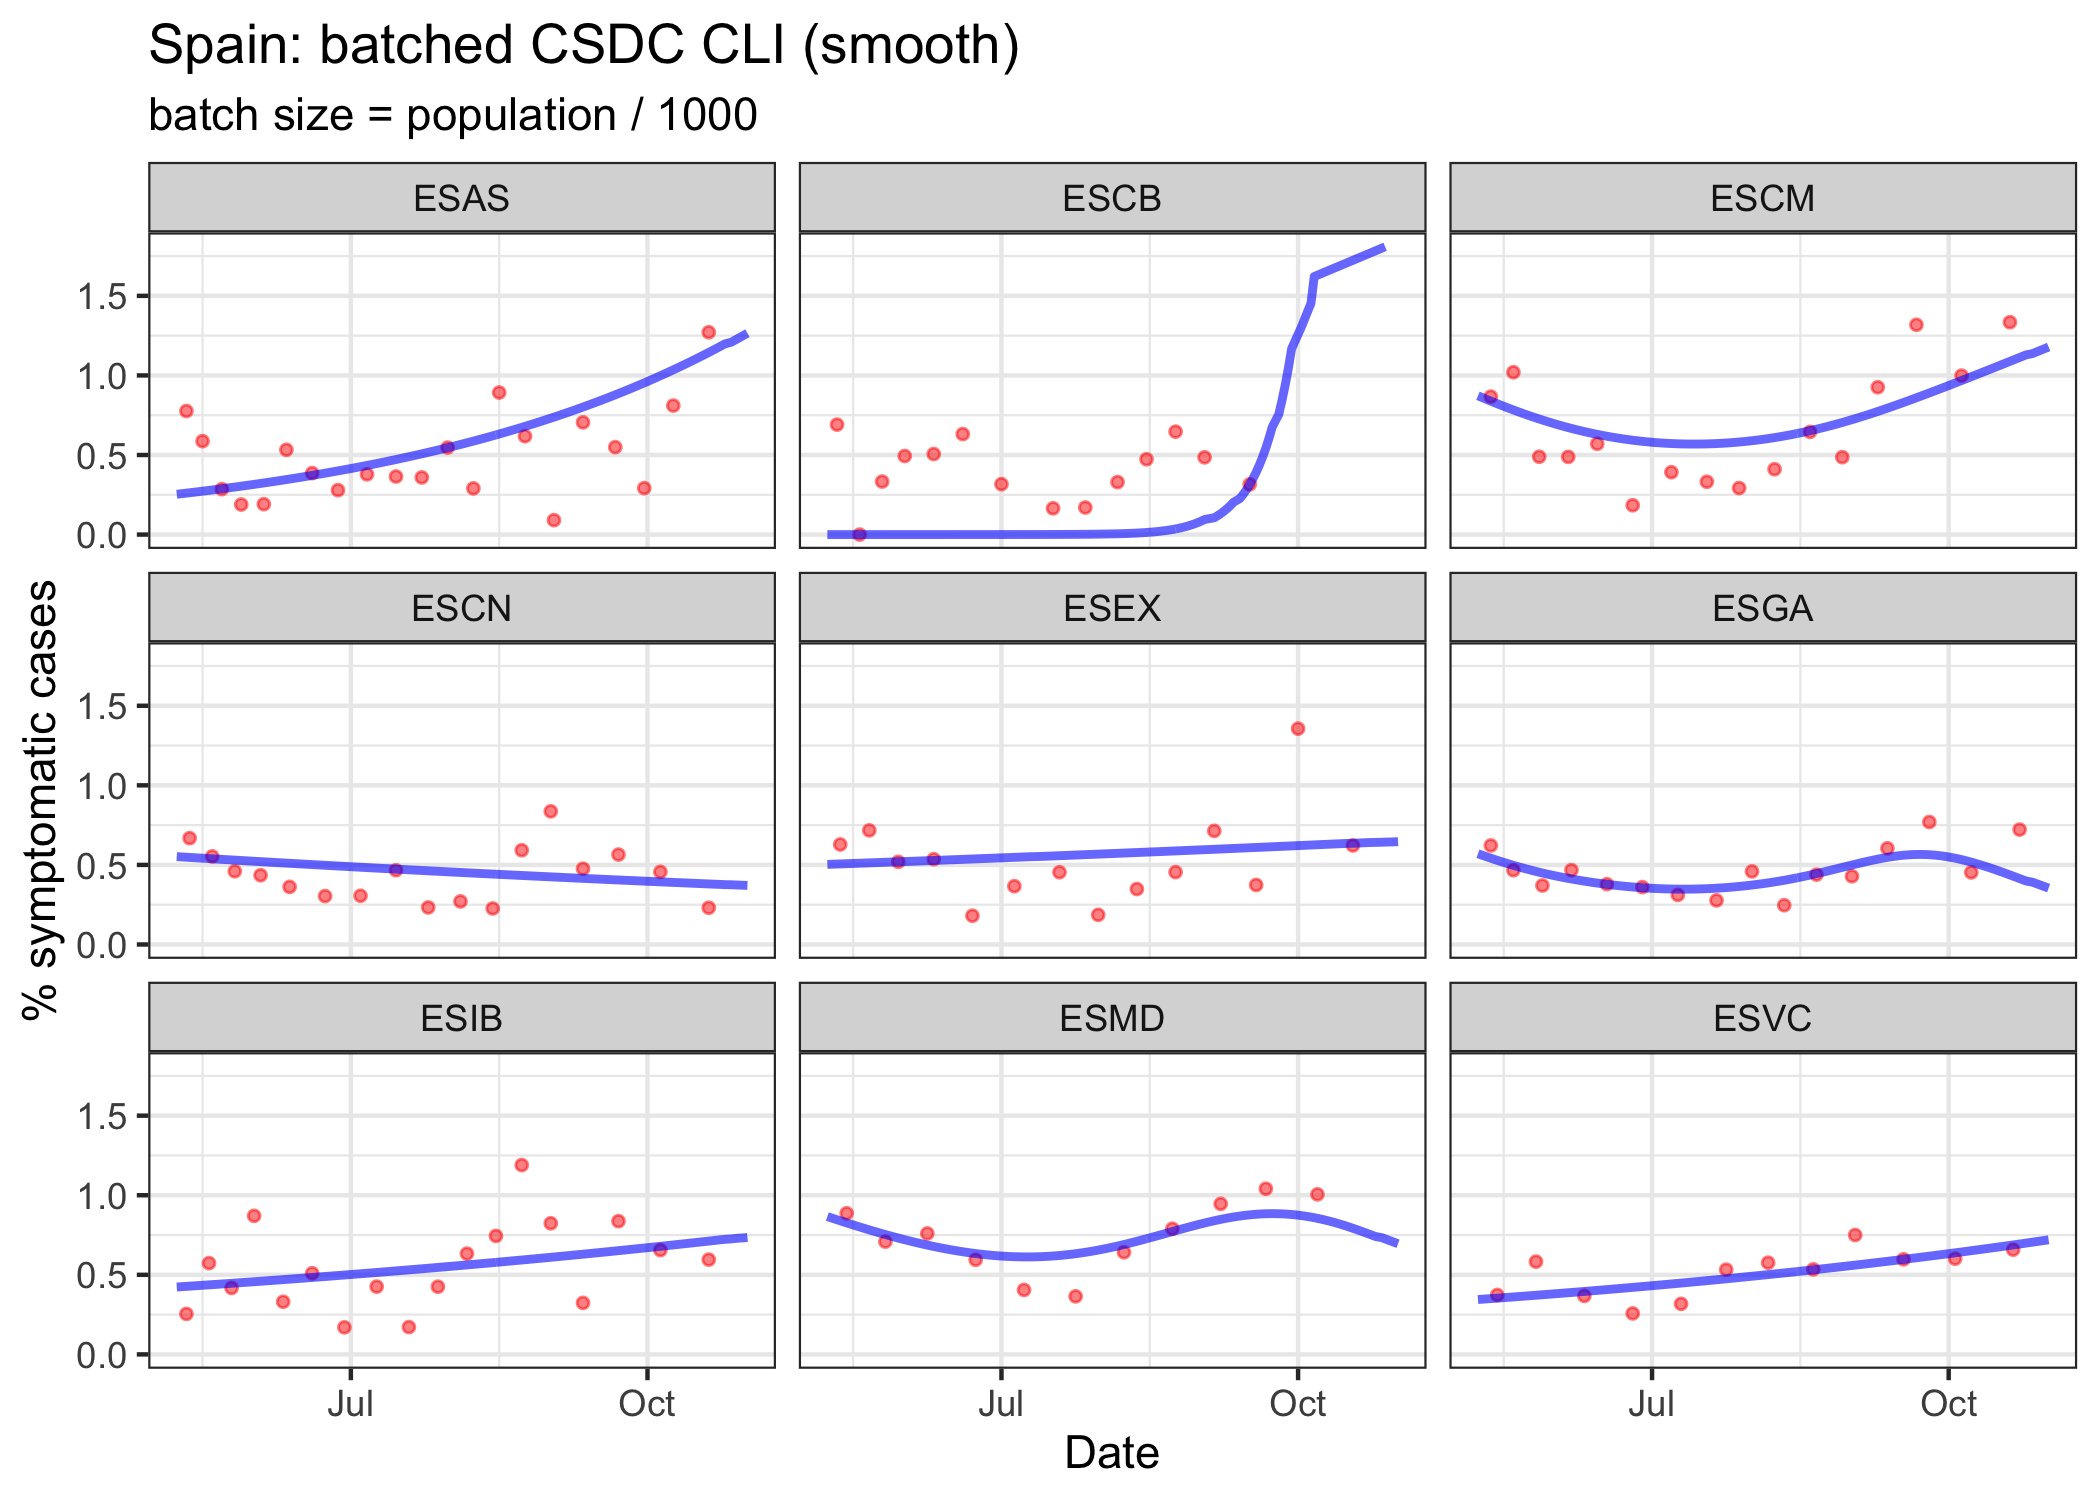 Spain: batched CSDC CLI (smooth)
batch size = population / 1000
ESAS
ESCB
ESCM
1.5
1.0
0.5
0.0
ESCN
ESEX
ESGA
1.5
1.0
0.5
0.0
% symptomatic cases
ESIB
ESMD
ESVC
1.5
1.0
0.5
0.0
Jul Oct
Jul Oct
Jul Oct
Date